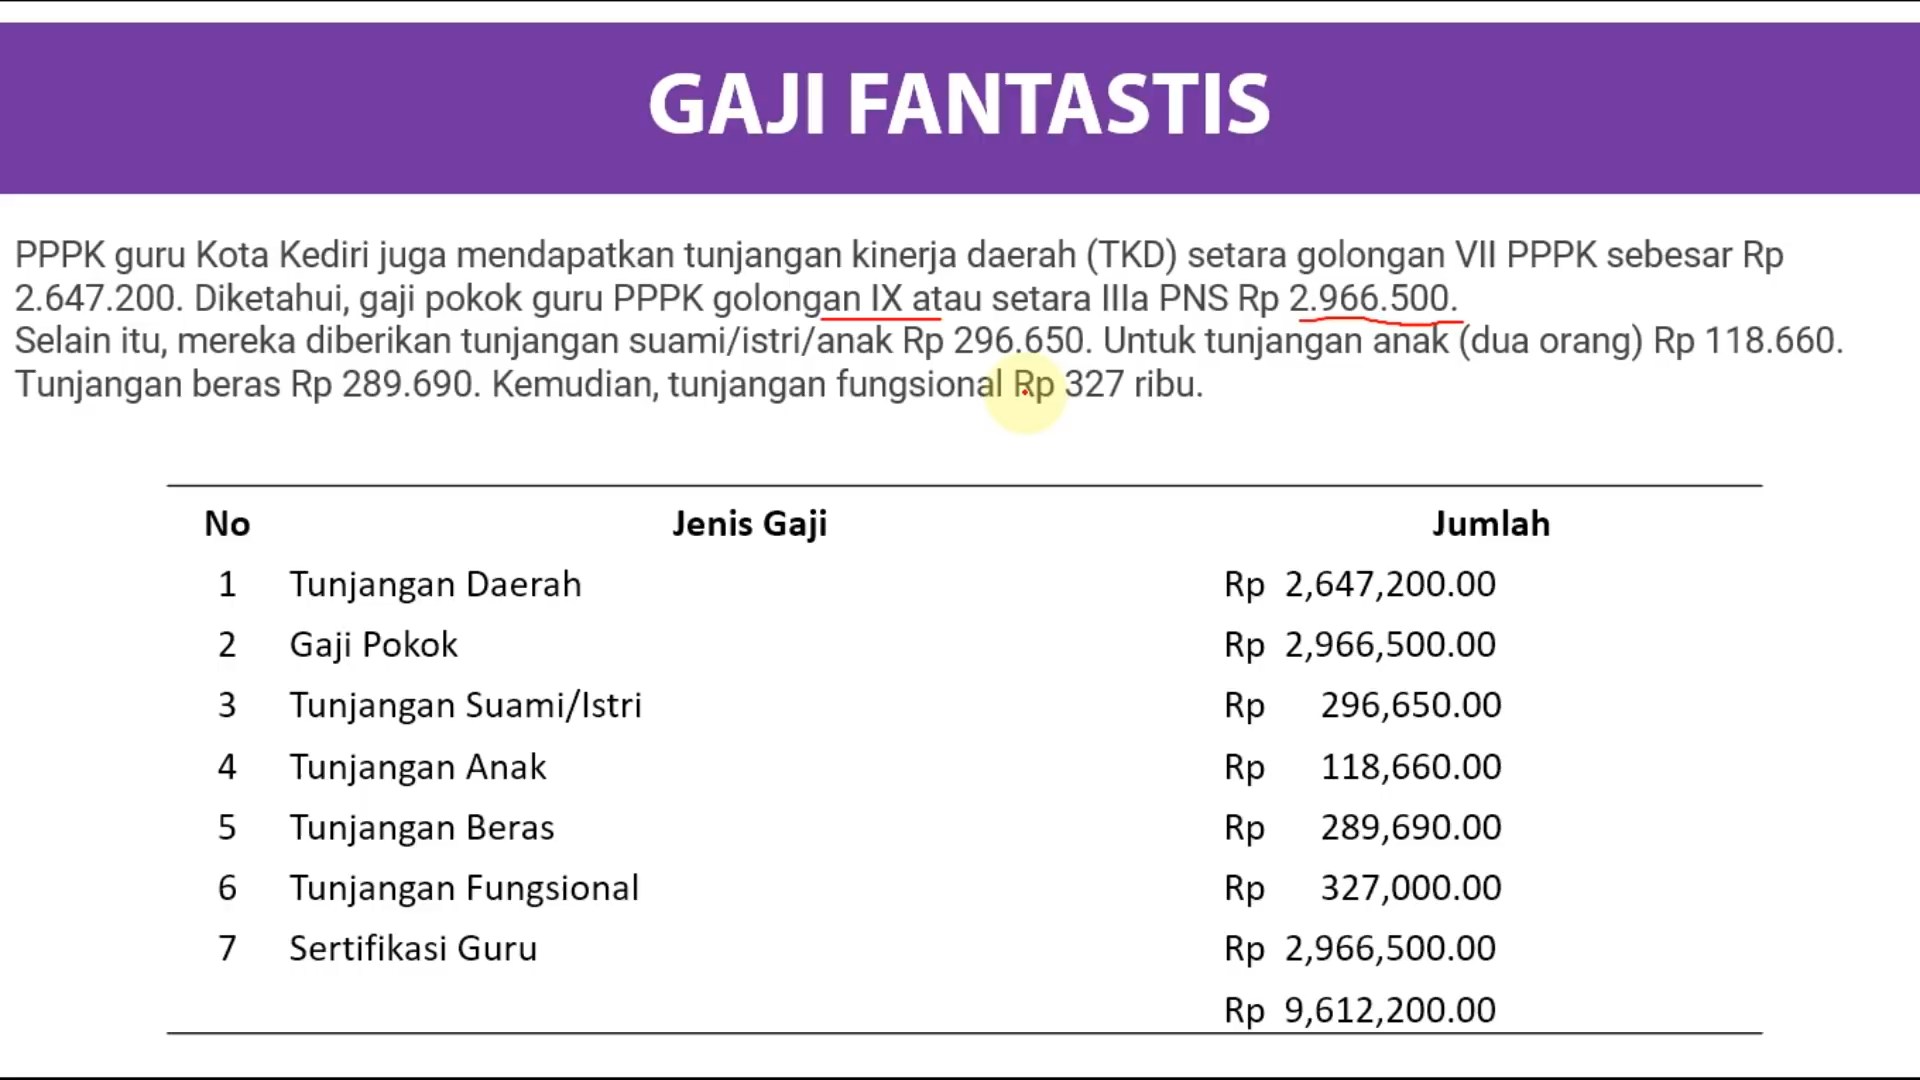 GAJI FANTASTIS
PPPK guru Kota Kediri juga mendapatkan tunjangan kinerja daerah (TKD) setara golongan VII PPPK sebesar Rp
2.647.200. Diketahui, gaji pokok guru PPPK golongan IX atau setara IIIa PNS Rp 2.966.500.
Selain itu, mereka diberikan tunjangan suami/istri/anak Rp 296.650. Untuk tunjangan anak (dua orang) Rp 118.660.
Tunjangan beras Rp 289.690. Kemudian, tunjangan fungsional Rp 327 ribu.
No Jenis Gaji Jumlah
1 Tunjangan Daerah Rp 2,647,200.00
2 Gaji Pokok Rp 2,966,500.00
3 Tunjangan Suami/Istri Rp 296,650.00
4 Tunjangan Anak Rp 118,660.00
5 Tunjangan Beras Rp 289,690.00
6 Tunjangan Fungsional Rp 327,000.00
7 Sertifikasi Guru Rp 2,966,500.00
Rp 9,612,200.00